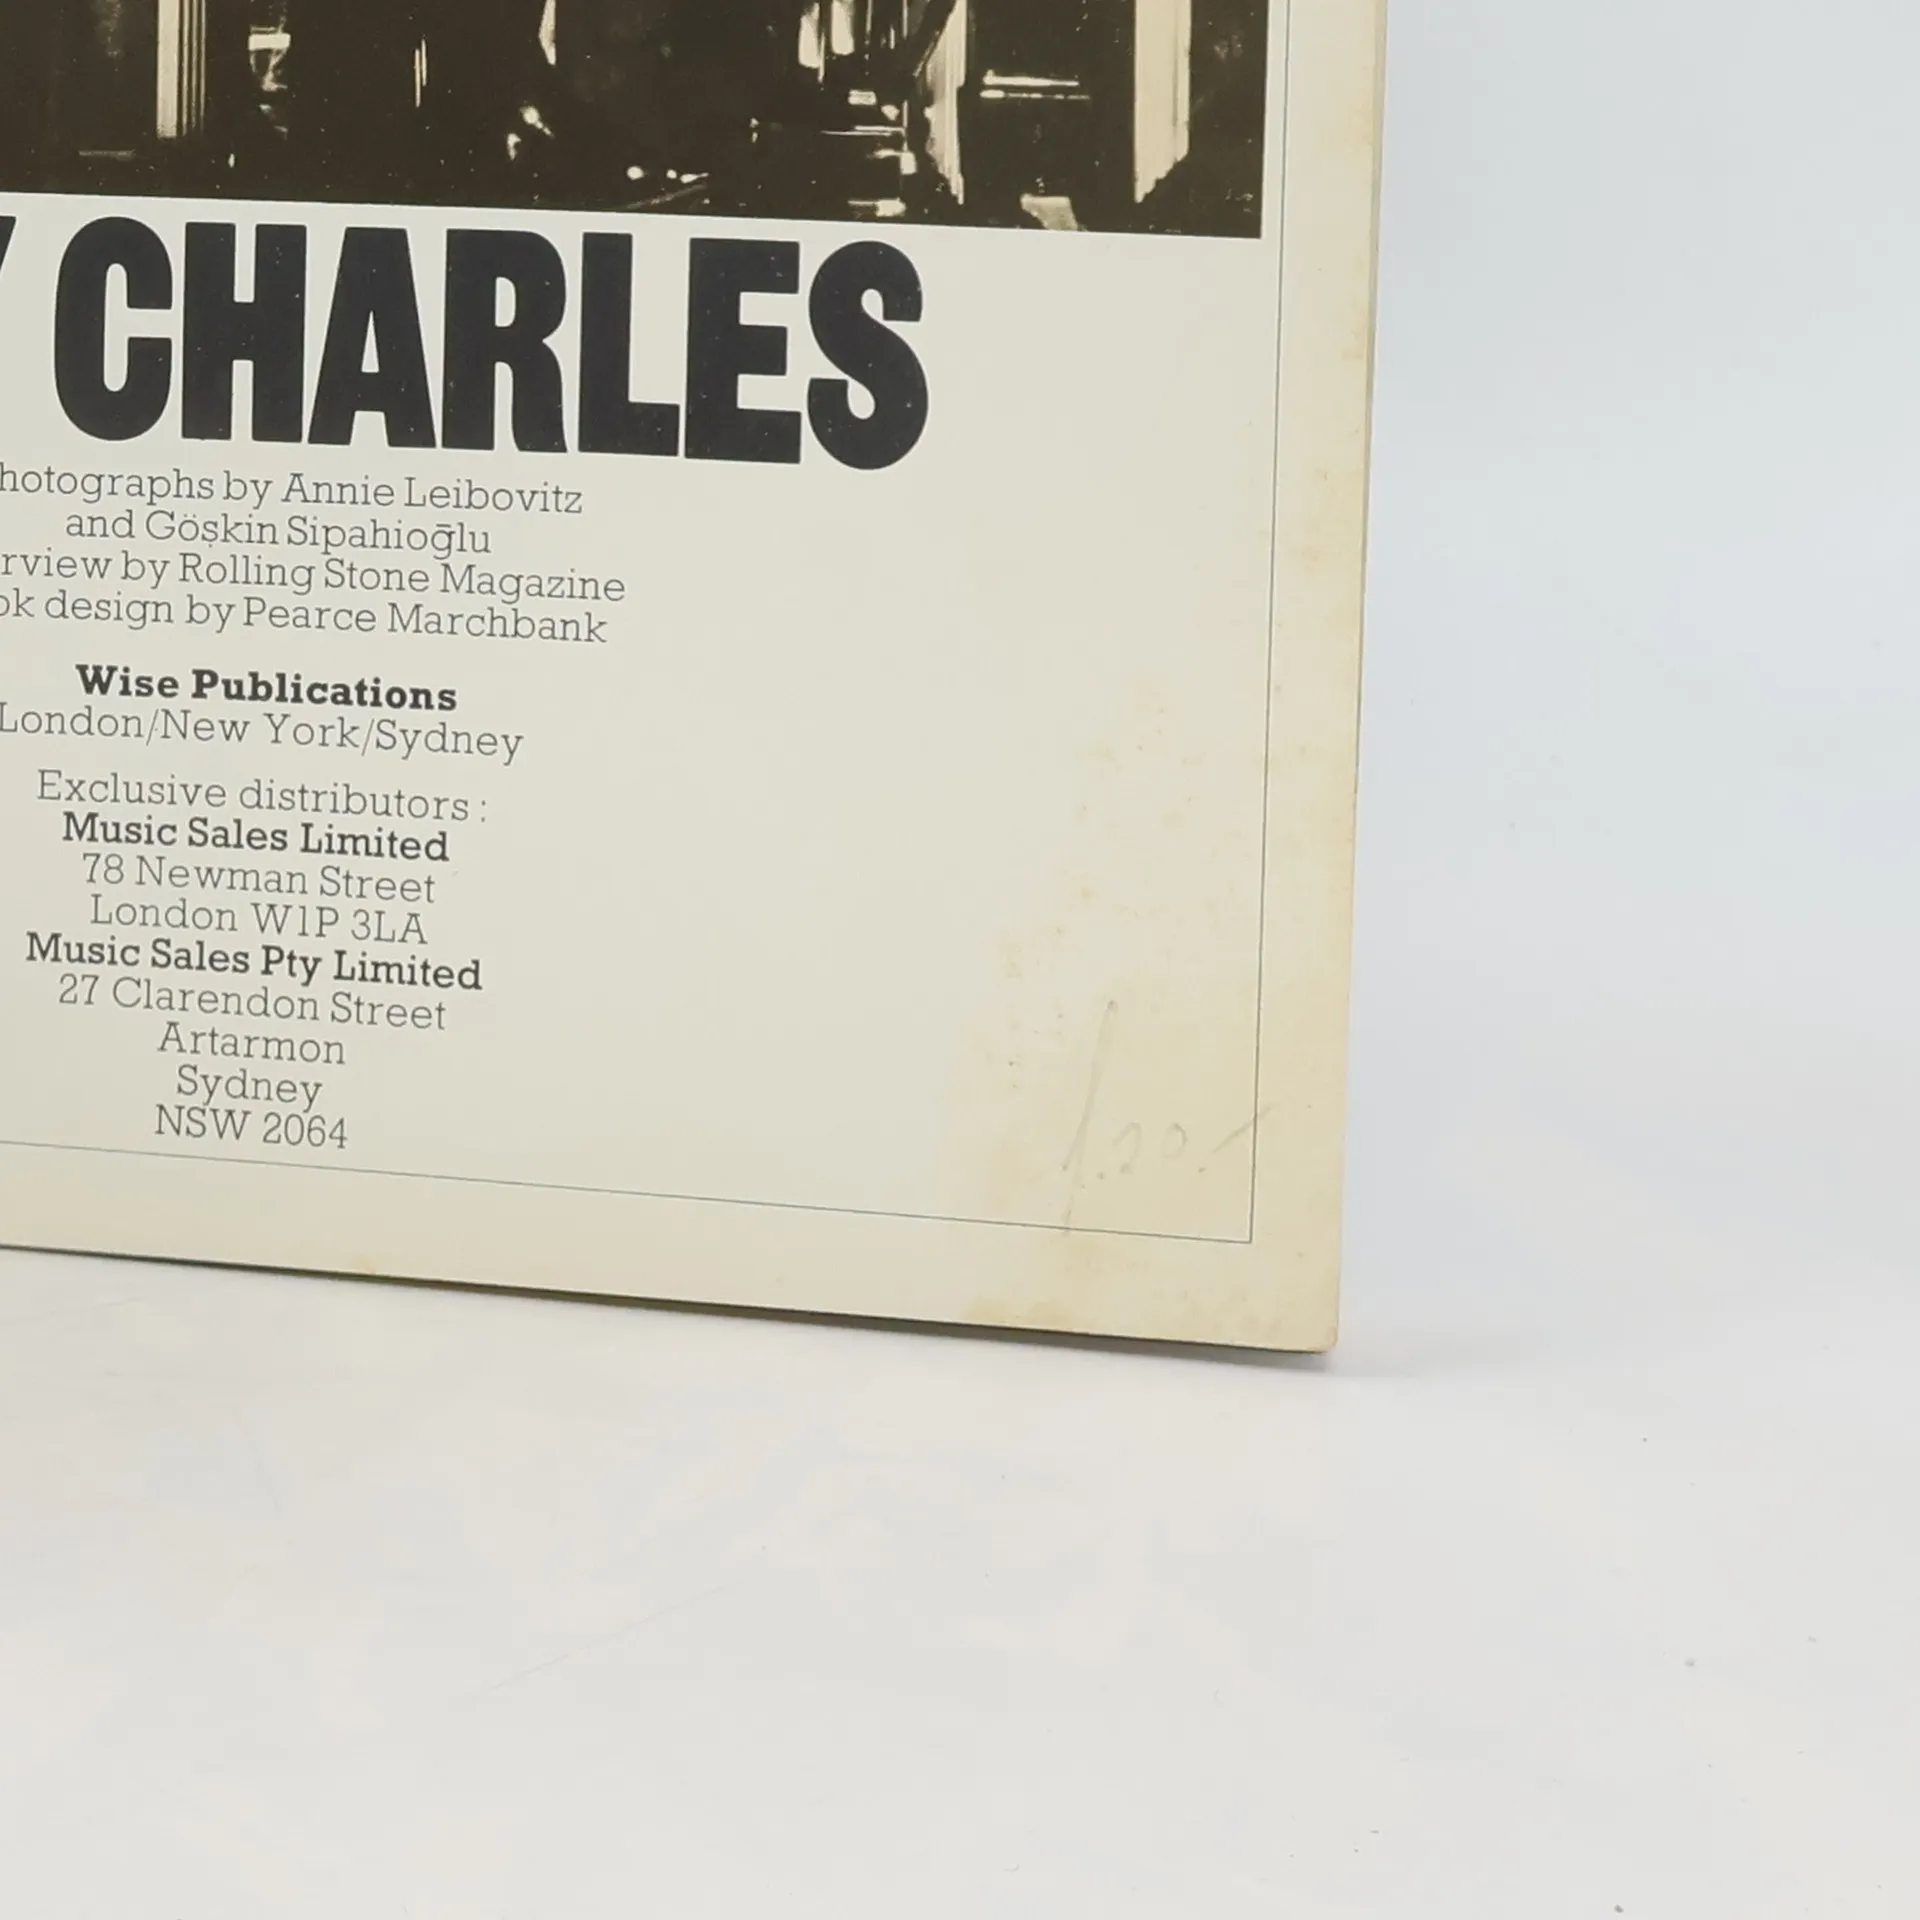 CHARLES
hotographs by Annie Leibovitz
and Göşkin Sipahioḡlu
rview by Rolling Stone Magazine
ok design by Pearce Marchbank
Wise Publications
London/New York/Sydney
Exclusive distributors :
Music Sales Limited
78 Newman Street
London W1P 3LA
Music Sales Pty Limited
27 Clarendon Street
Artarmon
Sydney
NSW 2064